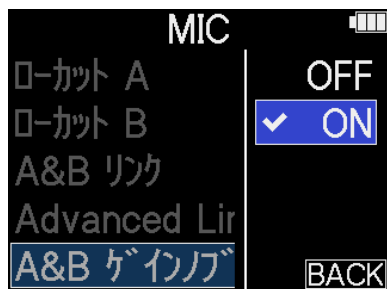 MIC
ローカット A
OFF
ローカット B
ON
A&B リンク
Advanced Lir
A&B ゲインノブ
BACK